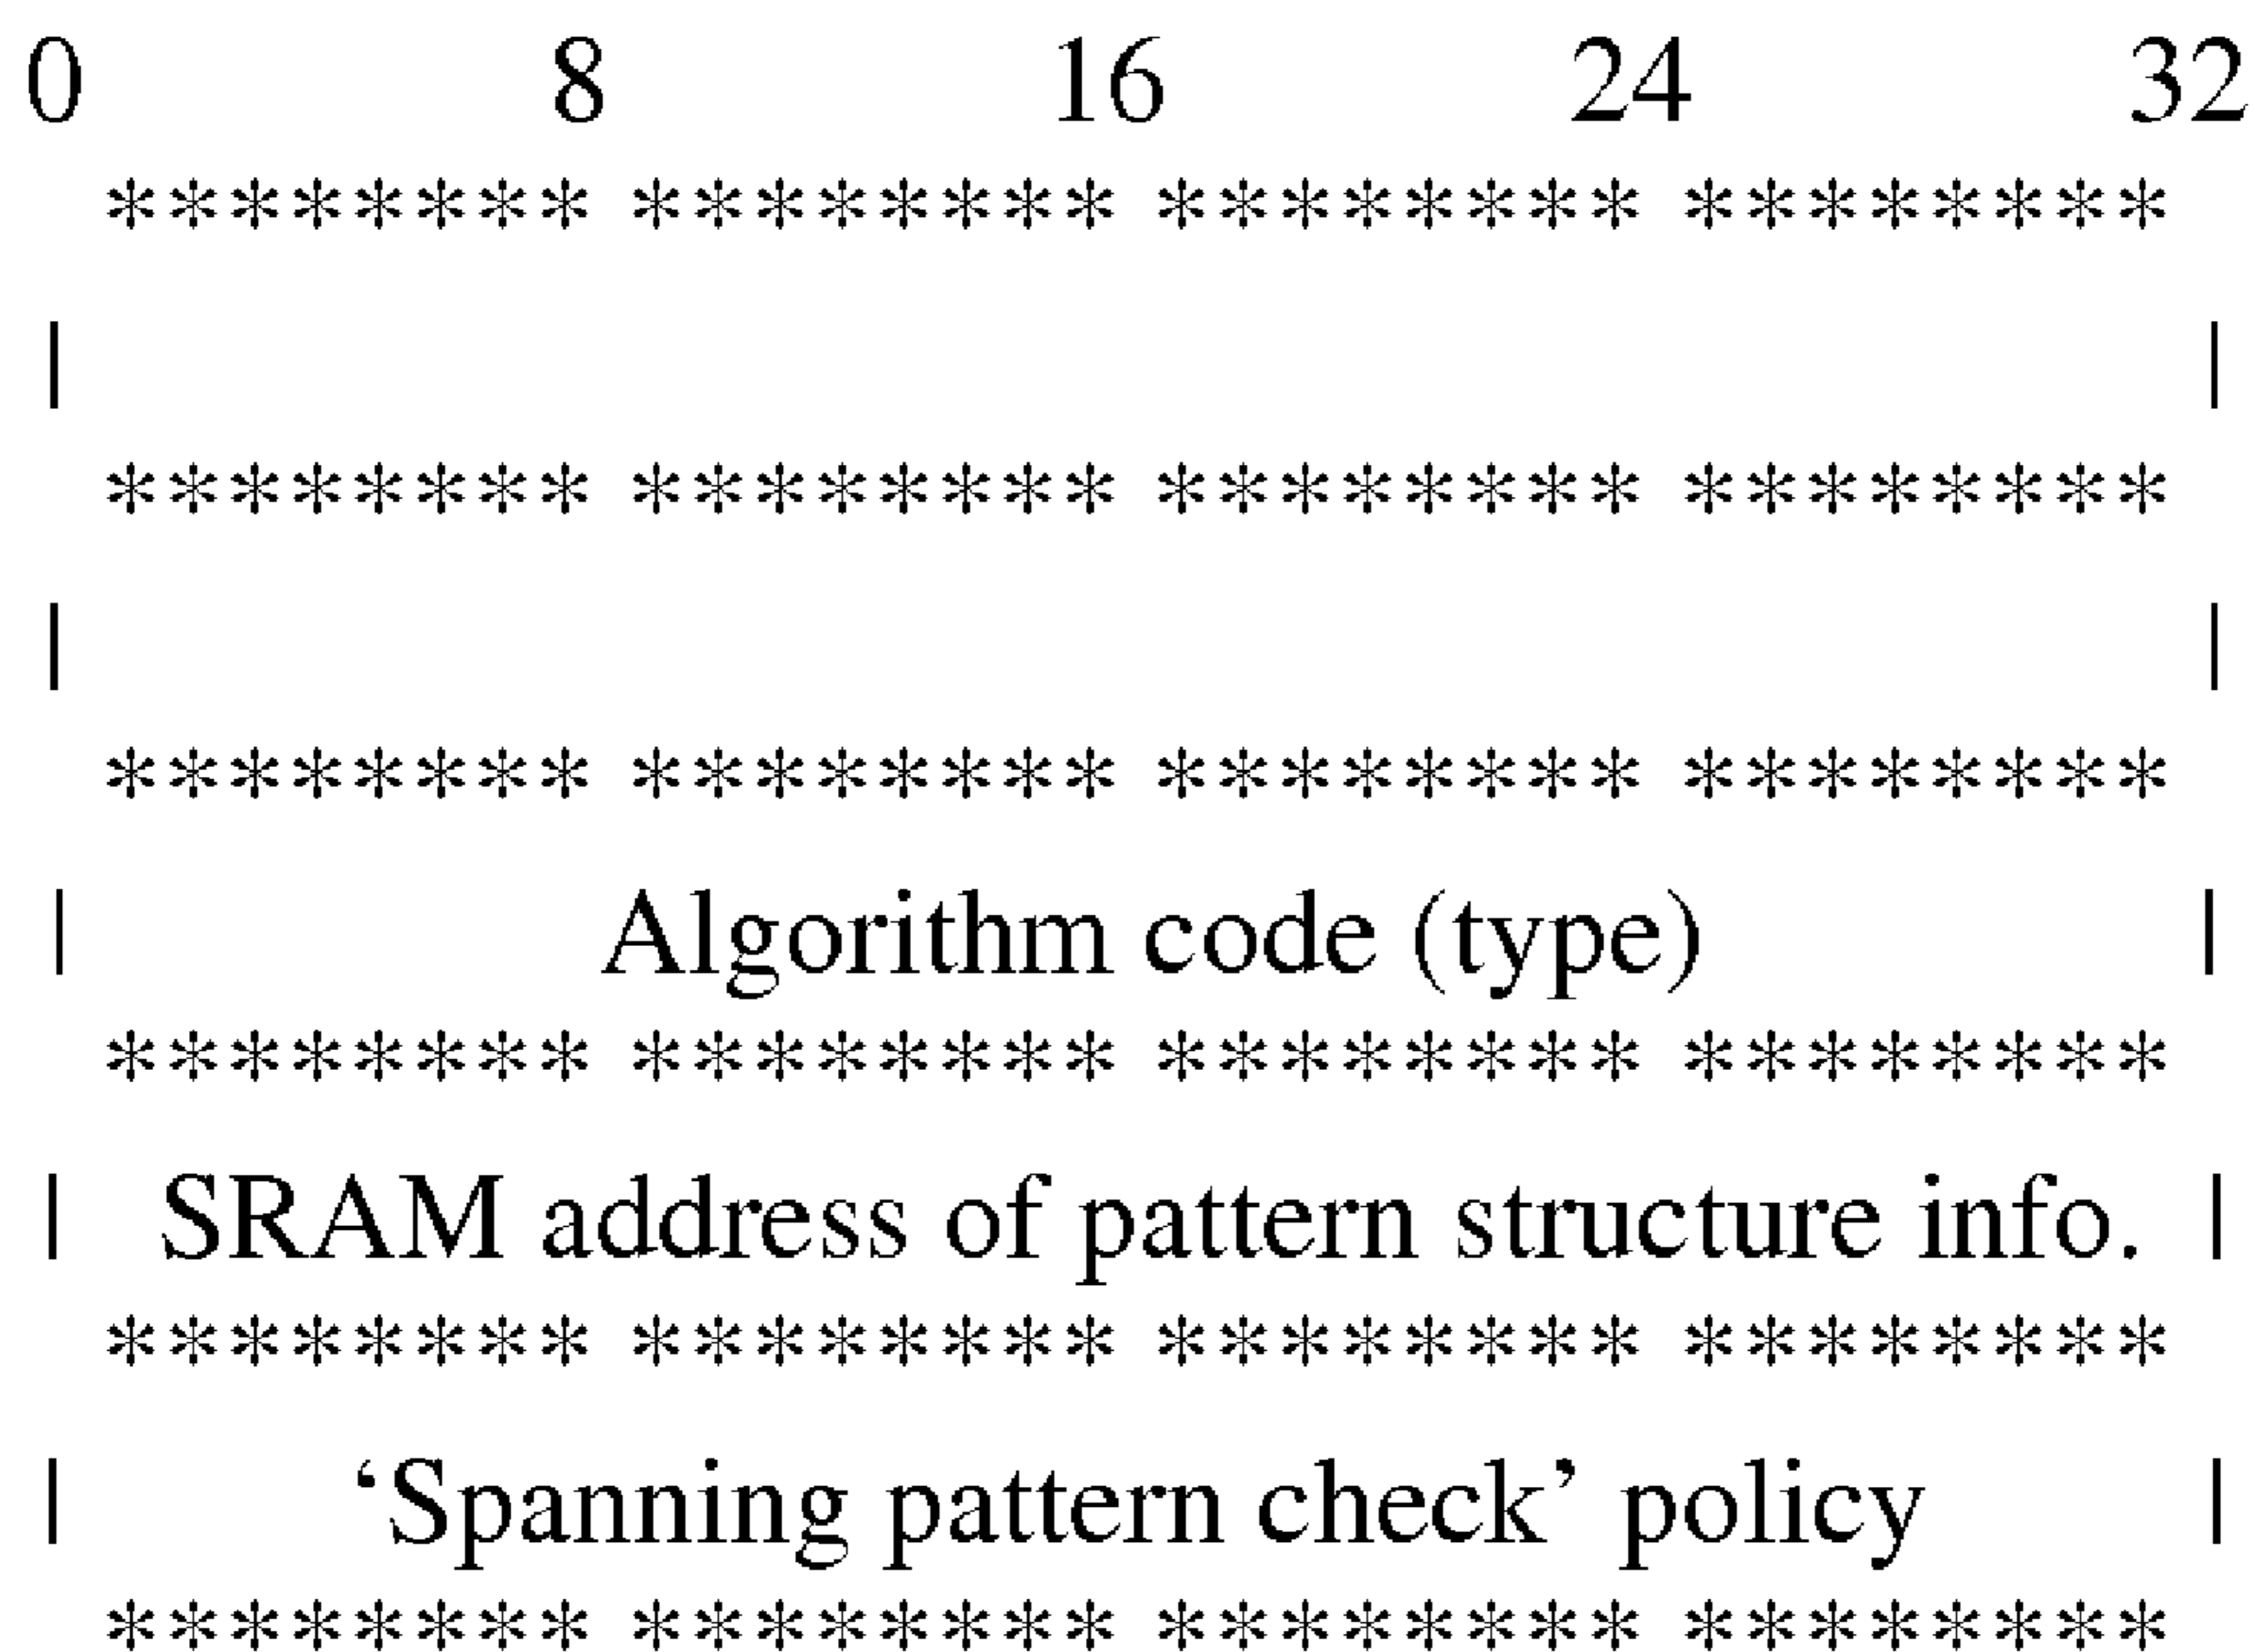 0 8 16 24 32
******** ******** ******** ********
| |
******** ******** ******** ********
| |
******** ******** ******** ********
| Algorithm code (type) |
******** ******** ******** ********
| SRAM address of pattern structure info. |
******** ******** ******** ********
| ‘Spanning pattern check’ policy |
******** ******** ******** ********